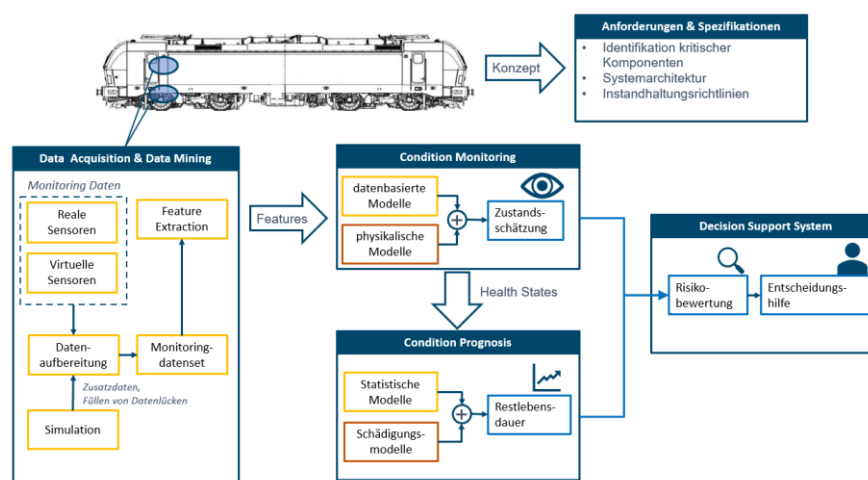 Konzept
Anforderungen & Spezifikationen
• Identifikation kritischer
Komponenten
• Systemarchitektur
• Instandhaltungsrichtlinien
Data Acquisition & Data Mining
Monitoring Daten
Reale
Sensoren
Virtuelle
Sensoren
Feature
Extraction
Daten-
aufbereitung
Monitoring-
datenset
Zusatzdaten,
Füllen von Datenlücken
Simulation
Features
Condition Monitoring
datenbasierte
Modelle
physikalische
Modelle
Zustands-
schätzung
Health States
Condition Prognosis
Statistische
Modelle
Schädigungs-
modelle
Restlebens-
dauer
Decision Support System
Risiko-
bewertung
Entscheidungs-
hilfe